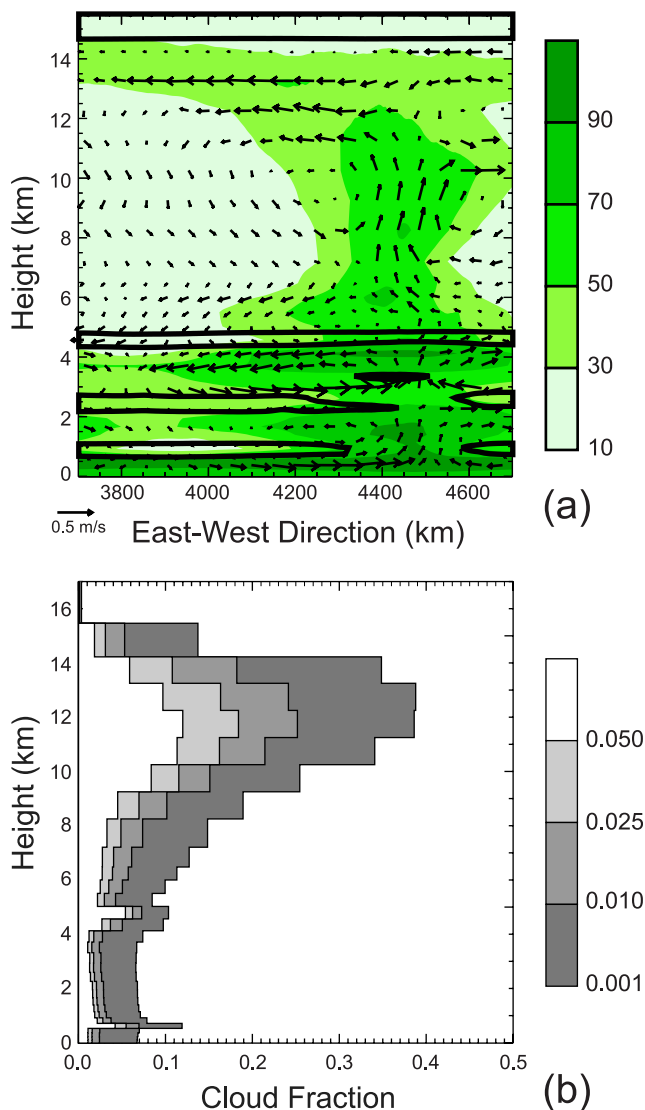 14
12
10
8
6
4
2
0
Height (km)
3800 4000 4200 4400 4600
0.5 m/s
East-West Direction (km)
90
70
50
30
10
(a)
16
14
12
10
8
6
4
2
0
Height (km)
0.0 0.1 0.2 0.3 0.4 0.5
Cloud Fraction
0.050
0.025
0.010
0.001
(b)